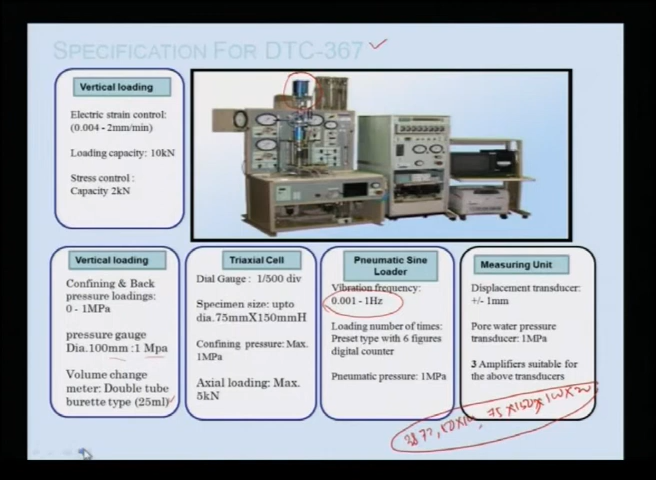 SPECIFICATION FOR DTC-367
Vertical loading
Electric strain control:
(0.004 - 2mm/min)
Loading capacity: 10kN
Stress control :
Capacity 2kN
Vertical loading
Confining & Back
pressure loadings:
0 - 1MPa
pressure gauge
Dia.100mm :1 Mpa
Volume change
meter: Double tube
burette type (25ml)
Triaxial Cell
Dial Gauge : 1/500 div
Specimen size: upto
dia.75mmX150mmH
Confining pressure: Max.
1MPa
Axial loading: Max.
5kN
Pneumatic Sine
Loader
Vibration frequency:
0.001 - 1Hz
Loading number of times:
Preset type with 6 figures
digital counter
Pneumatic pressure: 1MPa
Measuring Unit
Displacement transducer:
+/- 1mm
Pore water pressure
transducer: 1MPa
3 Amplifiers suitable for
the above transducers